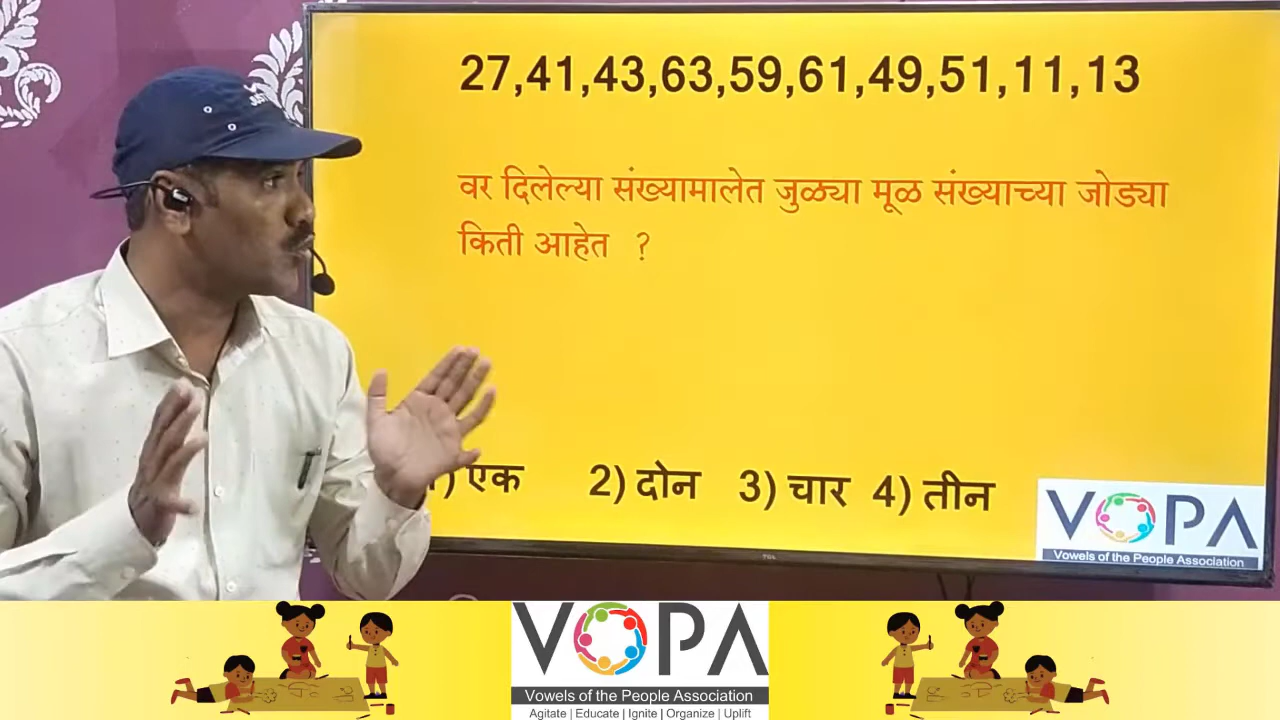 27,41,43,63,59,61,49,51,11,13
वर दिलेल्या संख्यामालेत जुळ्या मूळ संख्याच्या जोड्या
किती आहेत ?
) एक 2) दोन 3) चार 4) तीन
VOPA
Vowels of the People Association
TCL
VOPA
Vowels of the People Association
Agitate | Educate | Ignite | Organize | Uplift